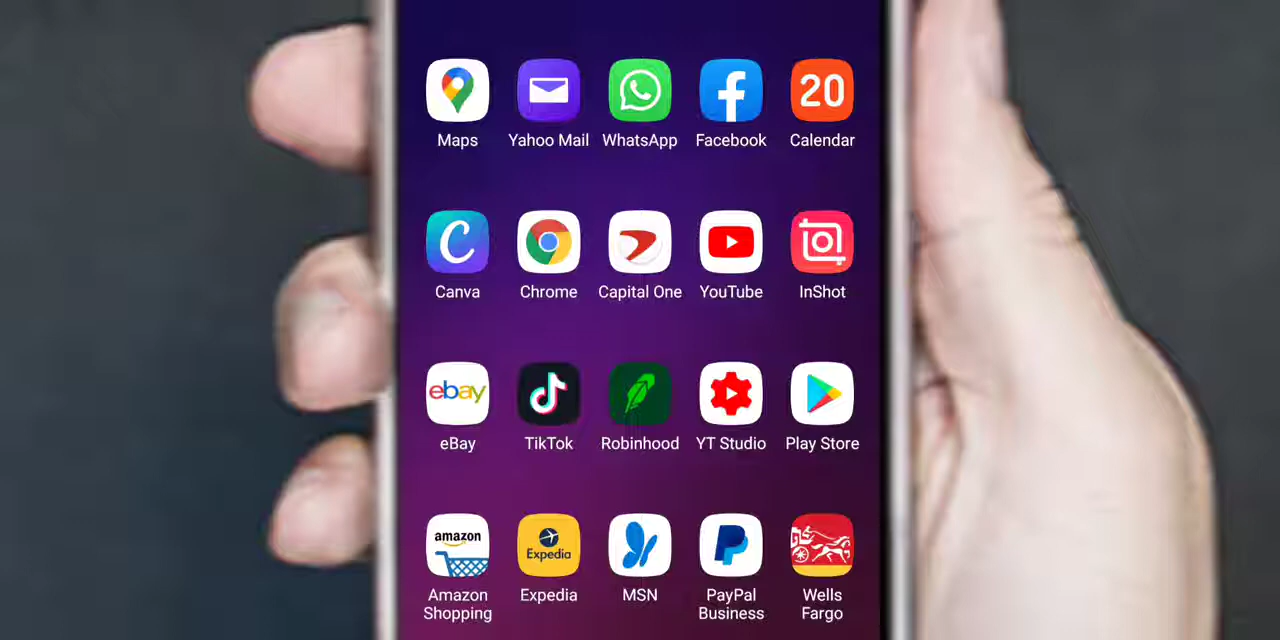 20
Maps Yahoo Mail WhatsApp Facebook Calendar
C
Canva Chrome Capital One YouTube InShot
ebay
eBay TikTok Robinhood YT Studio Play Store
amazon Expedia
Amazon Shopping Expedia MSN PayPal Business Wells Fargo